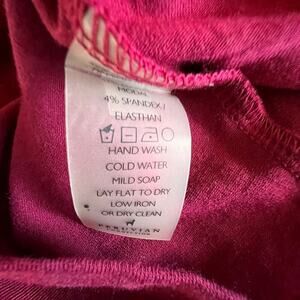 MODAL
4% SPANDEX /
ELASTHAN
HAND WASH
COLD WATER
MILD SOAP
LAY FLAT TO DRY
LOW IRON
OR DRY CLEAN
PERUVIAN